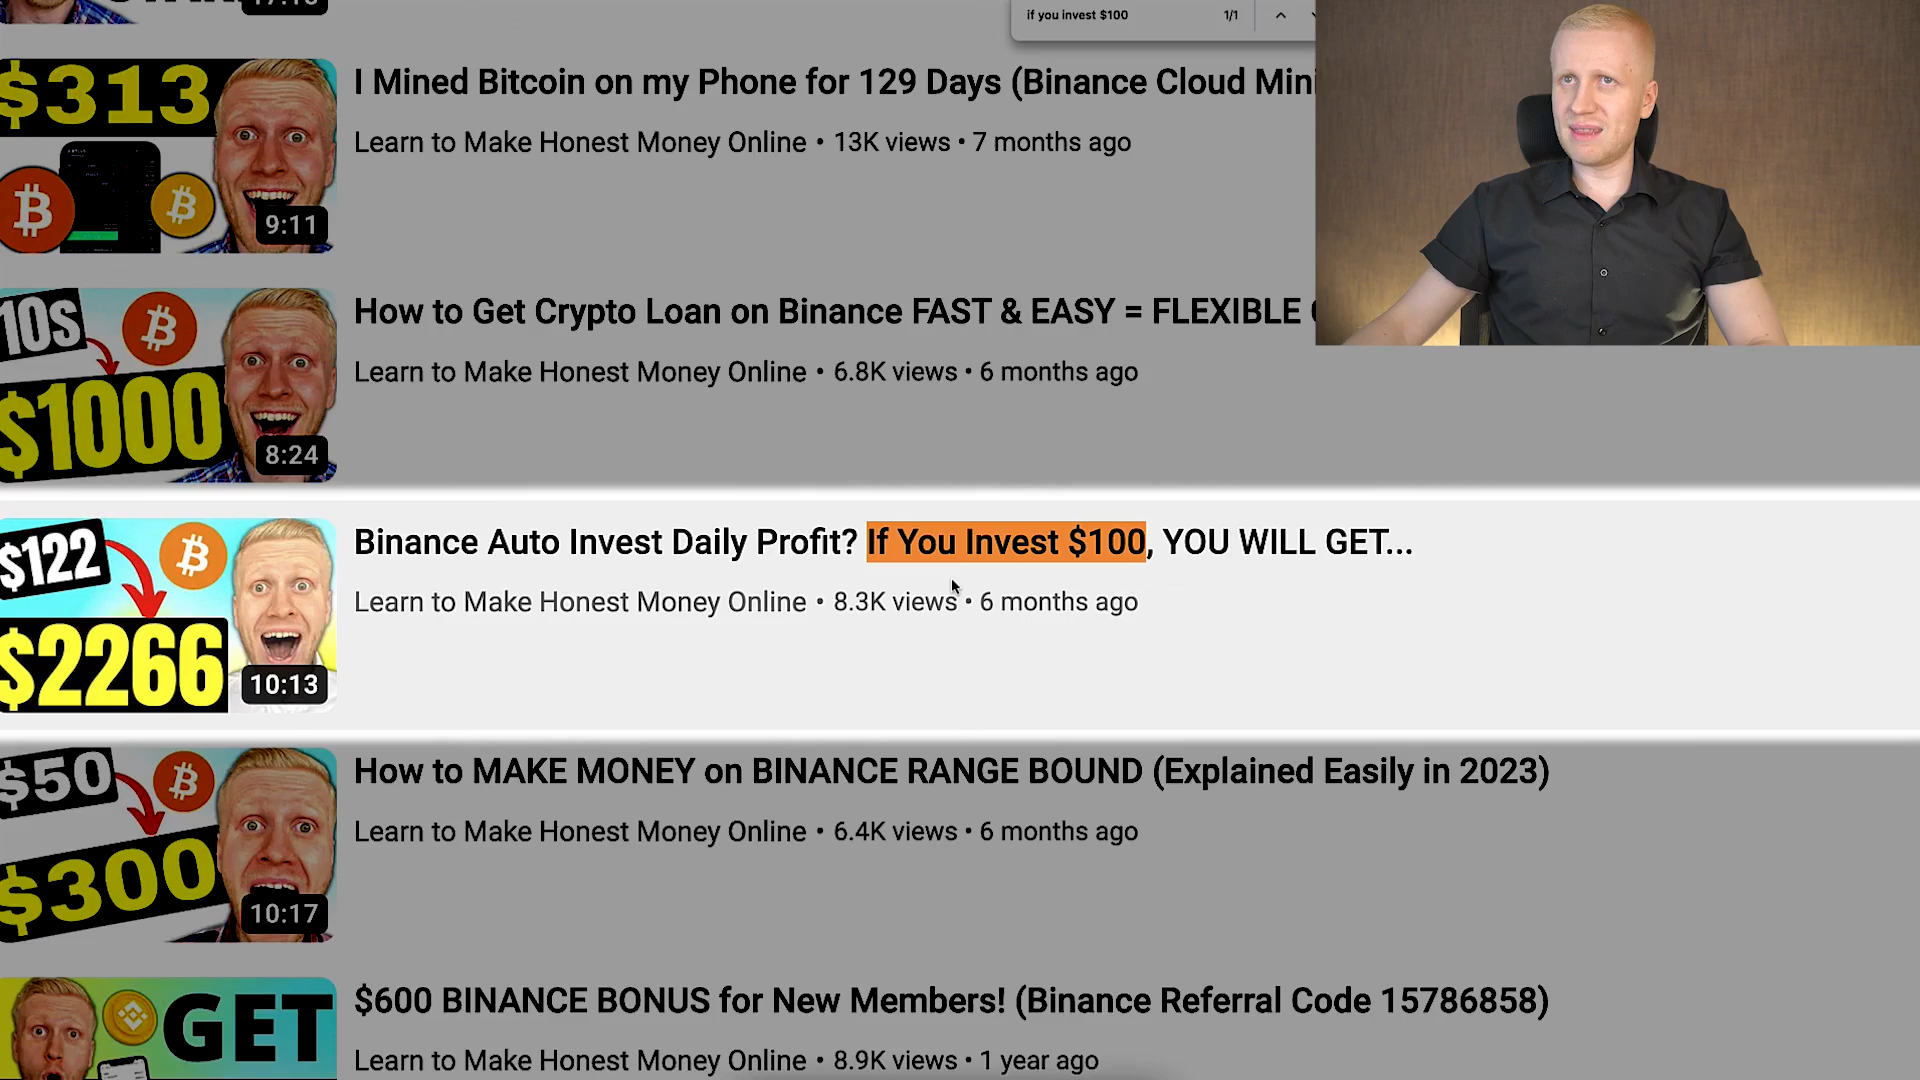 if you invest $100 1/1
$313
I Mined Bitcoin on my Phone for 129 Days (Binance Cloud Mini
Learn to Make Honest Money Online • 13K views • 7 months ago
9:11
10s
$1000
How to Get Crypto Loan on Binance FAST & EASY = FLEXIBLE
Learn to Make Honest Money Online • 6.8K views • 6 months ago
8:24
$122
$2266
Binance Auto Invest Daily Profit? If You Invest $100, YOU WILL GET...
Learn to Make Honest Money Online • 8.3K views • 6 months ago
10:13
$50
$300
How to MAKE MONEY on BINANCE RANGE BOUND (Explained Easily in 2023)
Learn to Make Honest Money Online • 6.4K views • 6 months ago
10:17
GET
$600 BINANCE BONUS for New Members! (Binance Referral Code 15786858)
Learn to Make Honest Money Online • 8.9K views • 1 year ago